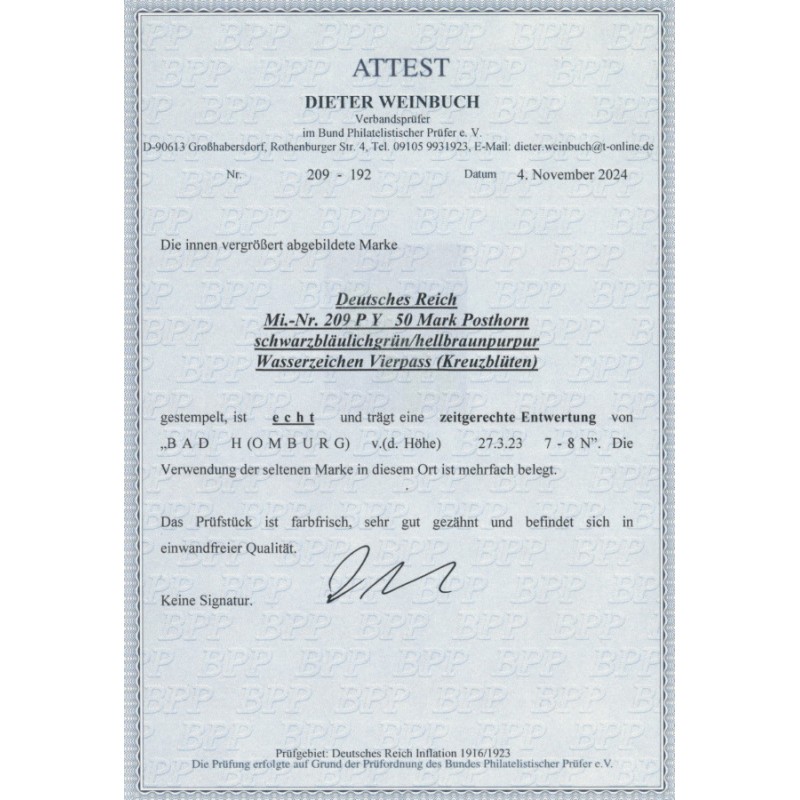 ATTEST
DIETER WEINBUCH
Verbandsprüfer
im Bund Philatelistischer Prüfer e. V.
D-90613 Großhabersdorf, Rothenburger Str. 4, Tel. 09105 9931923, E-Mail: dieter.weinbuch@t-online.de
Nr. 209 - 192 Datum 4. November 2024
Die innen vergrößert abgebildete Marke
Deutsches Reich
Mi.-Nr. 209 P Y 50 Mark Posthorn
schwarzbläulichgrün/hellbraunpurpur
Wasserzeichen Vierpass (Kreuzblüten)
gestempelt, ist e c h t und trägt eine zeitgerechte Entwertung von
„B A D H (O M B U R G) v.(d. Höhe) 27.3.23 7 - 8 N". Die
Verwendung der seltenen Marke in diesem Ort ist mehrfach belegt.
Das Prüfstück ist farbfrisch, sehr gut gezähnt und befindet sich in
einwandfreier Qualität.
Keine Signatur.
Prüfgebiet: Deutsches Reich Inflation 1916/1923
Die Prüfung erfolgte auf Grund der Prüfordnung des Bundes Philatelistischer Prüfer e.V.